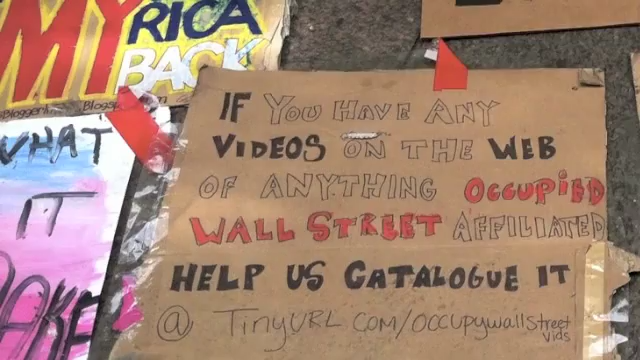 MY
RICA
BACK
IF YOU HAVE ANY
VIDEOS ON THE WEB
OF ANYTHING OCCUPIED
WALL STREET AFFILIATED
HELP US CATALOGUE IT
@ TinyURL COM/OCCUPYWALLStreet
vids
WHAT
IT